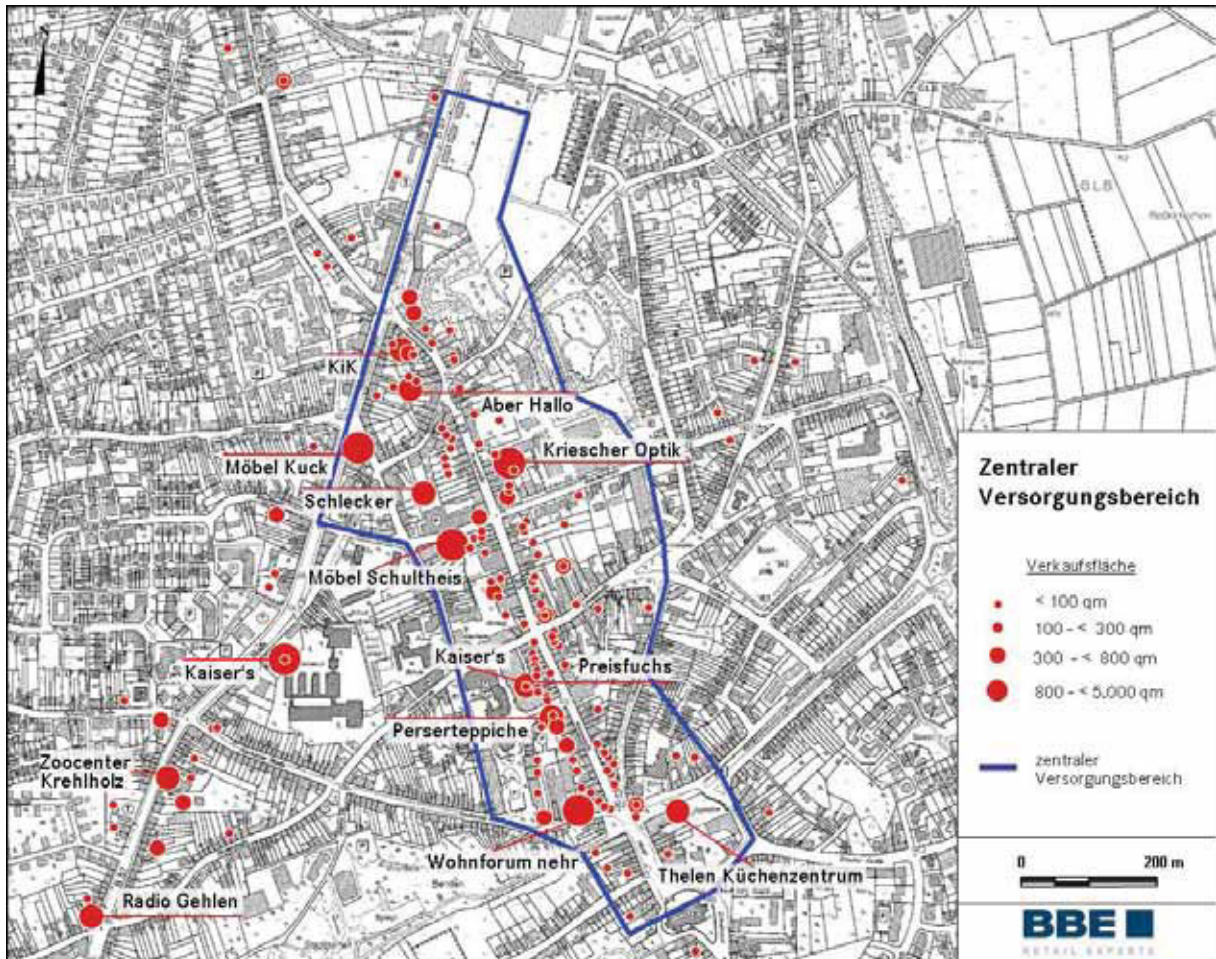 KiK
Aber Hallo
Kriescher Optik
Möbel Kuck
Schlecker
Möbel Schultheis
Kaiser's
Kaiser's
Preisfuchs
Perserteppiche
Zoocenter
Krehlholz
Wohnforum nehr
Thelen Küchenzentrum
Radio Gehlen
G L B
Zentraler
Versorgungsbereich
Verkaufsfläche
< 100 qm
100 - < 300 qm
300 - < 800 qm
800 - < 5.000 qm
zentraler
Versorgungsbereich
0 200 m
BBE
RETAIL EXPERTS